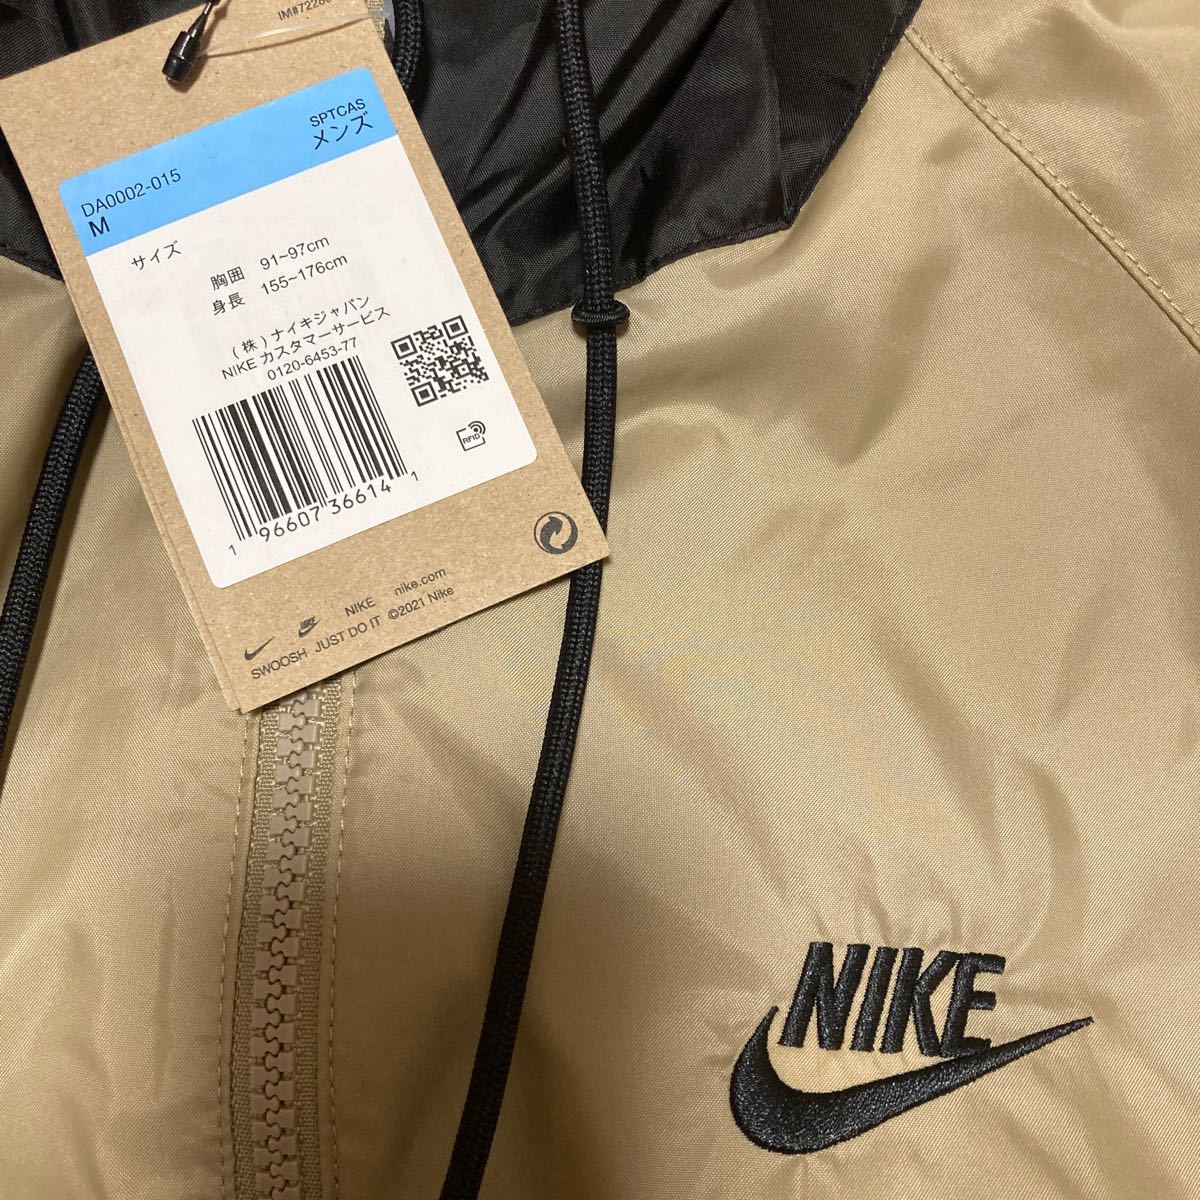 SPTCAS
メンズ
DA0002-015
M
サイズ
胸囲 91~97cm
身長 155~176cm
(株)ナイキジャパン
NIKE カスタマーサービス
0120-6453-77
RFID
1 96607 36614 1
NIKE nike.com
SWOOSH JUST DO IT ©2021 Nike
NIKE